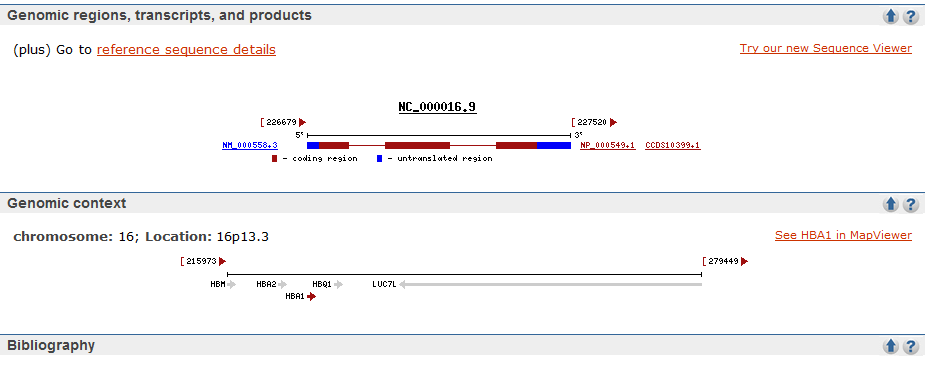 Genomic regions, transcripts, and products
(plus) Go to reference sequence details
Try our new Sequence Viewer
NC_000016.9
[ 226679
[ 227520
5' 3'
NM_000558.3
NP_000549.1 CCDS10399.1
- coding region - untranslated region
Genomic context
chromosome: 16; Location: 16p13.3
See HBA1 in MapViewer
[ 215973
[ 279449
HBM HBA2 HBQ1 LUC7L
HBA1
Bibliography